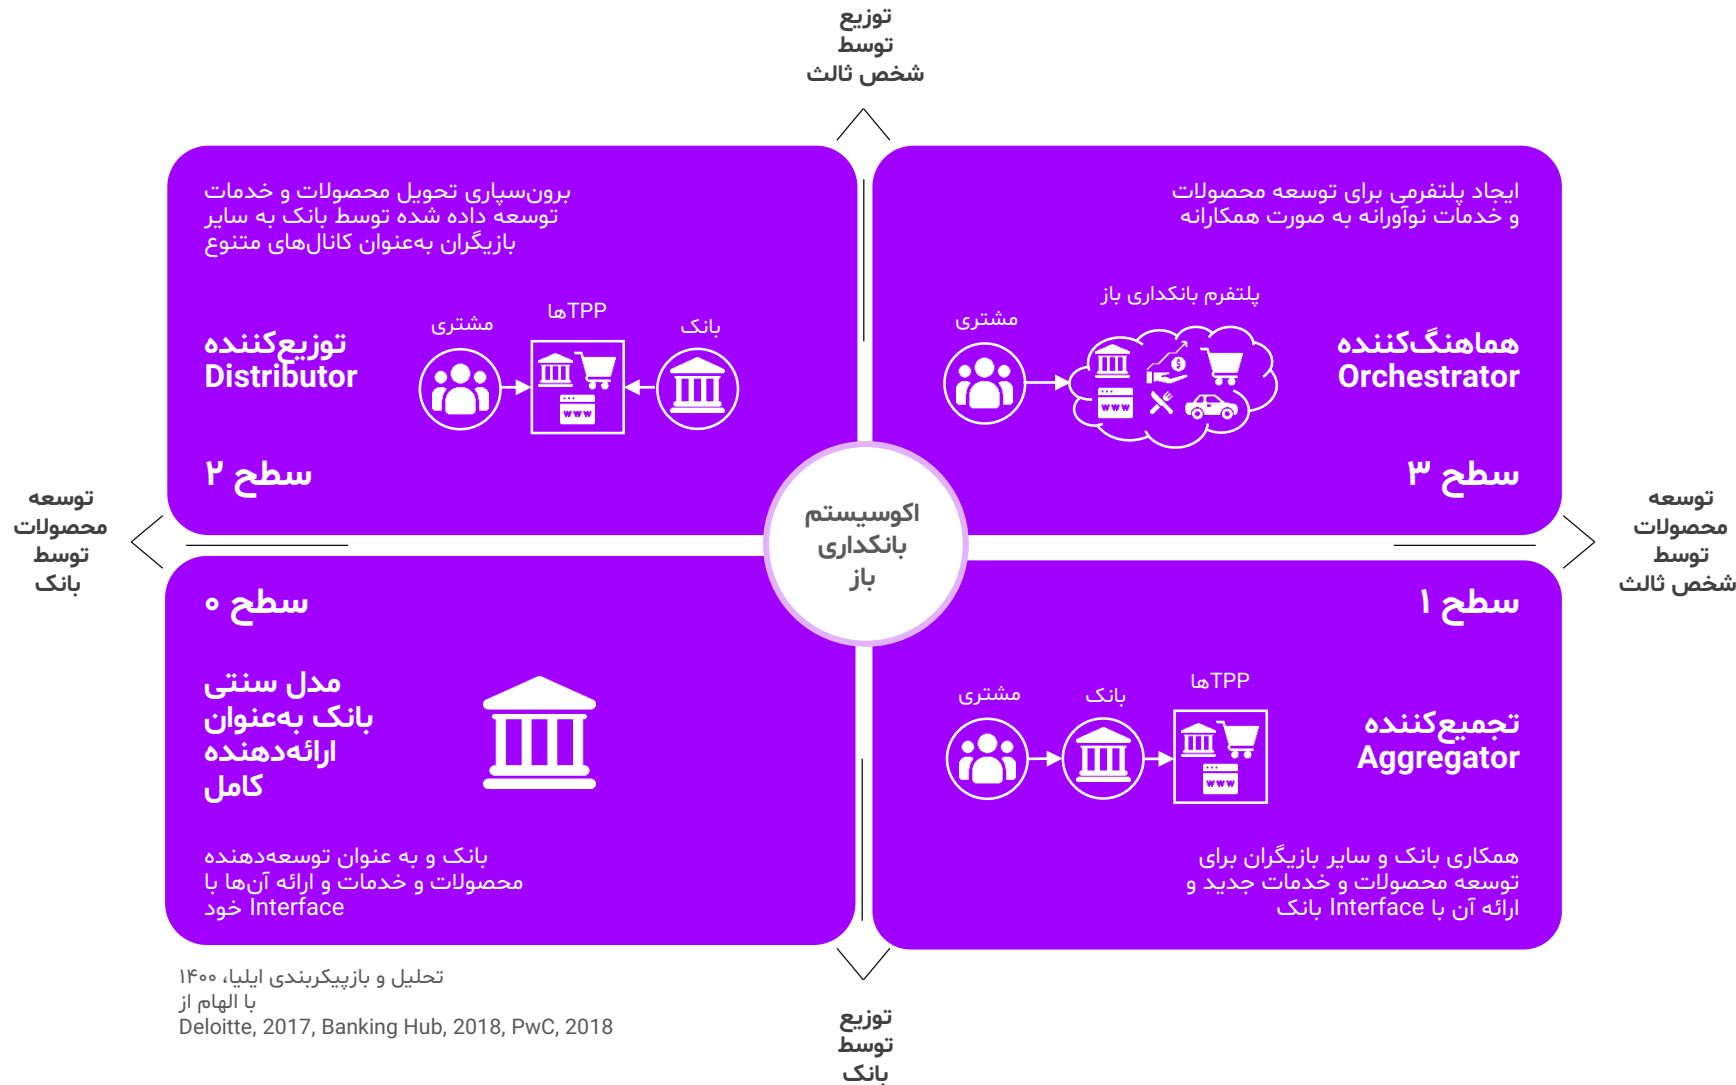 توزیع
توسط
شخص ثالث
ایجاد پلتفرمی برای توسعه محصولات
و خدمات نوآورانه به صورت همکارانه
پلتفرم بانکداری باز
مشتری
هماهنگ‌کننده
Orchestrator
سطح ۳
برون‌سپاری تحویل محصولات و خدمات
توسعه داده شده توسط بانک به سایر
بازیگران به‌عنوان کانال‌های متنوع
بانک
TPPها
مشتری
توزیع‌کننده
Distributor
سطح ۲
توسعه
محصولات
توسط
شخص ثالث
اکوسیستم
بانکداری
باز
توسعه
محصولات
توسط
بانک
سطح ۱
TPPها
بانک
مشتری
تجمیع‌کننده
Aggregator
همکاری بانک و سایر بازیگران برای
توسعه محصولات و خدمات جدید و
ارائه آن با Interface بانک
سطح ۰
مدل سنتی
بانک به‌عنوان
ارائه‌دهنده
کامل
بانک و به عنوان توسعه‌دهنده
محصولات و خدمات و ارائه آن‌ها با
Interface خود
WWW
WWW
WWW
تحلیل و بازپیکربندی ایلیا، ۱۴۰۰
با الهام از
Deloitte, 2017, Banking Hub, 2018, PwC, 2018
توزیع
توسط
بانک